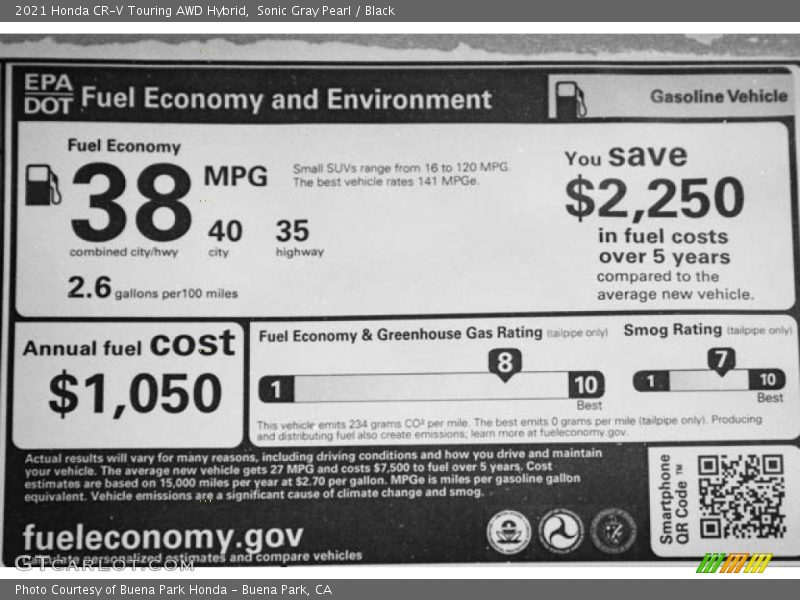 2021 Honda CR-V Touring AWD Hybrid, Sonic Gray Pearl / Black
EPA
DOT
Fuel Economy and Environment
Gasoline Vehicle
Fuel Economy
38
MPG
combined city/hwy
40
city
35
highway
2.6 gallons per 100 miles
Small SUVs range from 16 to 120 MPG.
The best vehicle rates 141 MPGe.
You save
$2,250
in fuel costs
over 5 years
compared to the
average new vehicle.
Annual fuel cost
$1,050
Fuel Economy & Greenhouse Gas Rating (tailpipe only)
8
1
10
Best
Smog Rating (tailpipe only)
7
1
10
Best
This vehicle emits 234 grams CO² per mile. The best emits 0 grams per mile (tailpipe only). Producing
and distributing fuel also create emissions; learn more at fueleconomy.gov.
Actual results will vary for many reasons, including driving conditions and how you drive and maintain
your vehicle. The average new vehicle gets 27 MPG and costs $7,500 to fuel over 5 years. Cost
estimates are based on 15,000 miles per year at $2.70 per gallon. MPGe is miles per gasoline gallon
equivalent. Vehicle emissions are a significant cause of climate change and smog.
fueleconomy.gov
personalized estimates and compare vehicles
GTCARLOT.COM
Smartphone
QR Code ™
Photo Courtesy of Buena Park Honda - Buena Park, CA